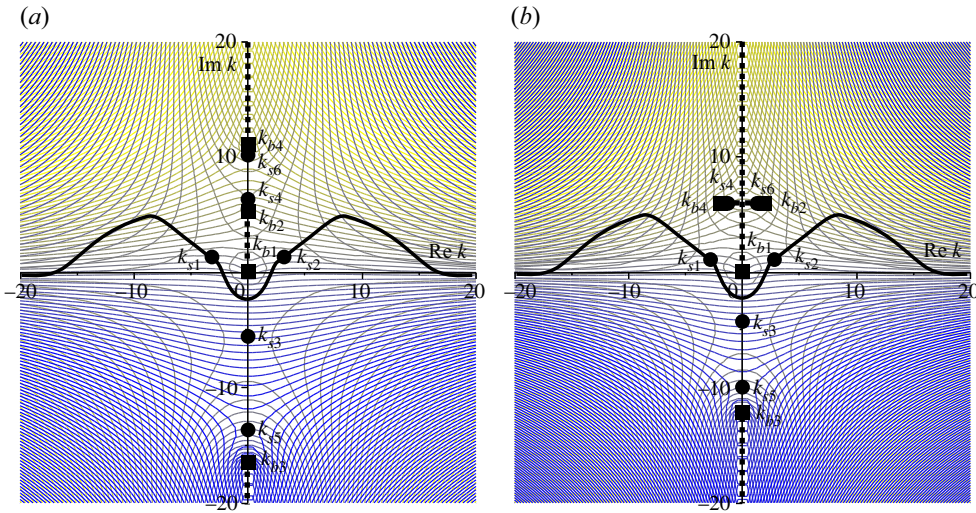 (a)
20
Im k
k_{b4}
10
k_{s6}
k_{s4}
k_{b2}
k_{b1}
Re k
k_{s1}
k_{s2}
–20
–10
0
10
20
k_{s3}
–10
k_{s5}
k_{b3}
–20
(b)
20
Im k
10
k_{s4}
k_{s6}
k_{b4}
k_{b2}
k_{b1}
Re k
k_{s1}
k_{s2}
–20
–10
0
10
20
k_{s3}
–10
k_{s5}
k_{b3}
–20